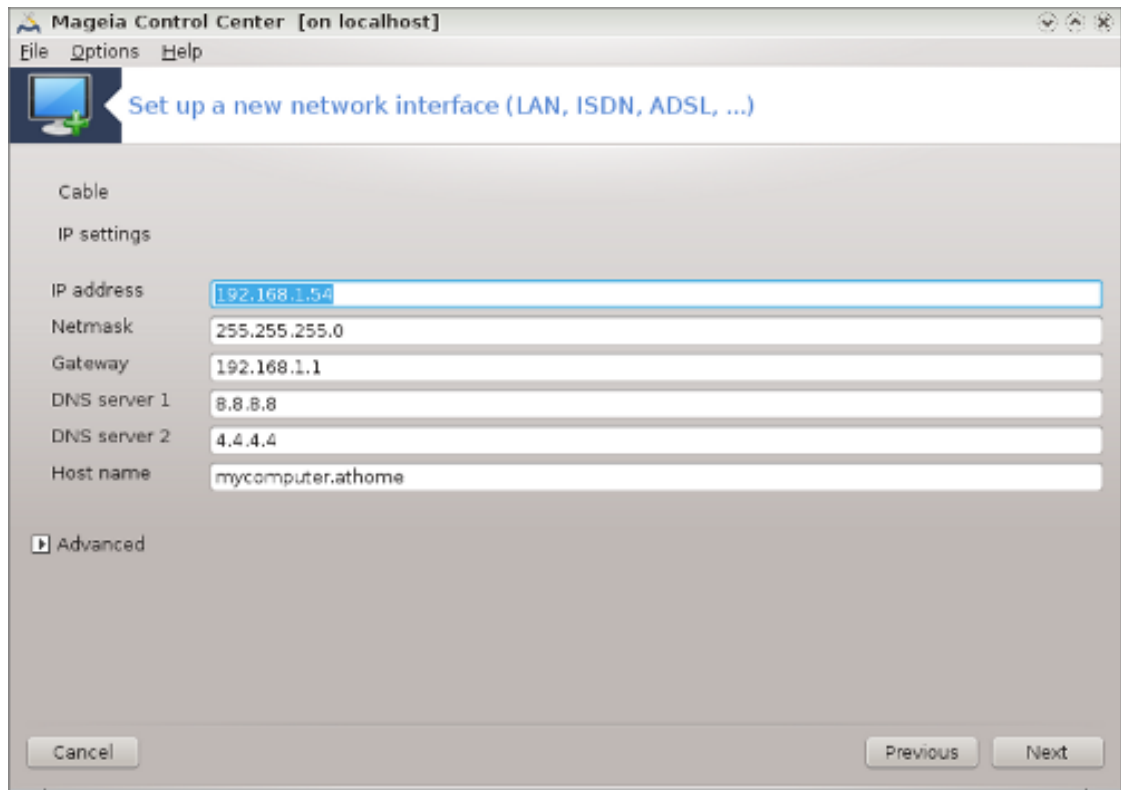 Mageia Control Center [on localhost]
File Options Help
Set up a new network interface (LAN, ISDN, ADSL, ...)
Cable
IP settings
IP address 192.168.1.54
Netmask 255.255.255.0
Gateway 192.168.1.1
DNS server 1 8.8.8.8
DNS server 2 4.4.4.4
Host name mycomputer.athome
Advanced
Cancel Previous Next